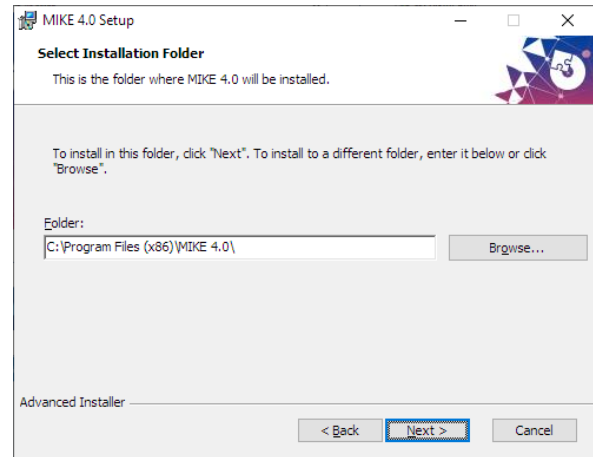 MIKE 4.0 Setup
Select Installation Folder
This is the folder where MIKE 4.0 will be installed.
To install in this folder, click "Next". To install to a different folder, enter it below or click
"Browse".
Folder:
C:\Program Files (x86)\MIKE 4.0\
Browse...
Advanced Installer
< Back
Next >
Cancel